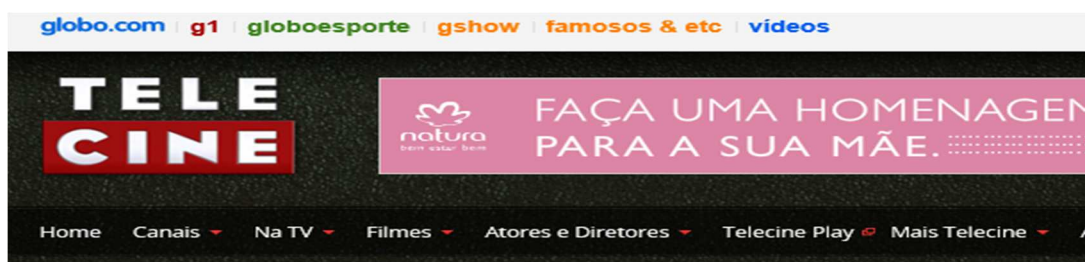 globo.com g1 globoesporte gshow famosos & etc vídeos
TELE
CINE
natura
bem estar bem
FAÇA UMA HOMENAGEN
PARA A SUA MÃE.
Home Canais Na TV Filmes Atores e Diretores Telecine Play Mais Telecine